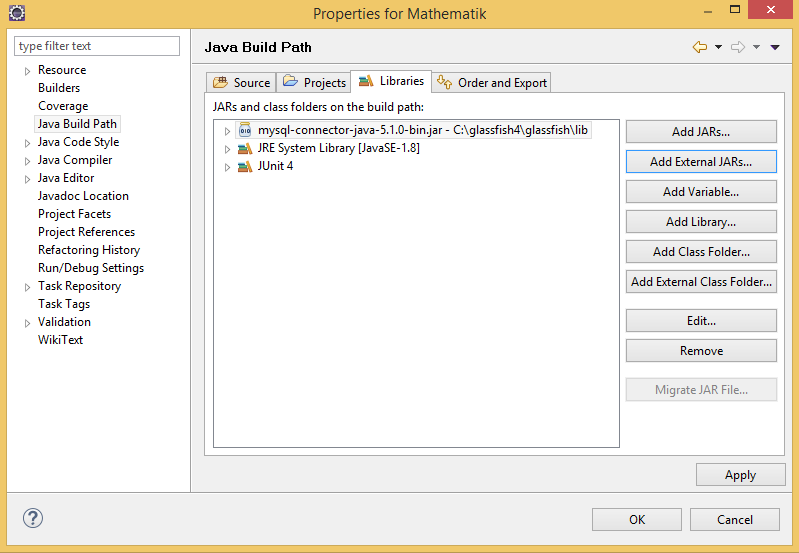 Properties for Mathematik
type filter text
Java Build Path
Resource
Builders
Coverage
Java Build Path
Java Code Style
Java Compiler
Java Editor
Javadoc Location
Project Facets
Project References
Refactoring History
Run/Debug Settings
Task Repository
Task Tags
Validation
WikiText
Source
Projects
Libraries
Order and Export
JARs and class folders on the build path:
mysql-connector-java-5.1.0-bin.jar - C:\glassfish4\glassfish\lib
JRE System Library [JavaSE-1.8]
JUnit 4
Add JARs...
Add External JARs...
Add Variable...
Add Library...
Add Class Folder...
Add External Class Folder...
Edit...
Remove
Migrate JAR File...
Apply
?
OK
Cancel